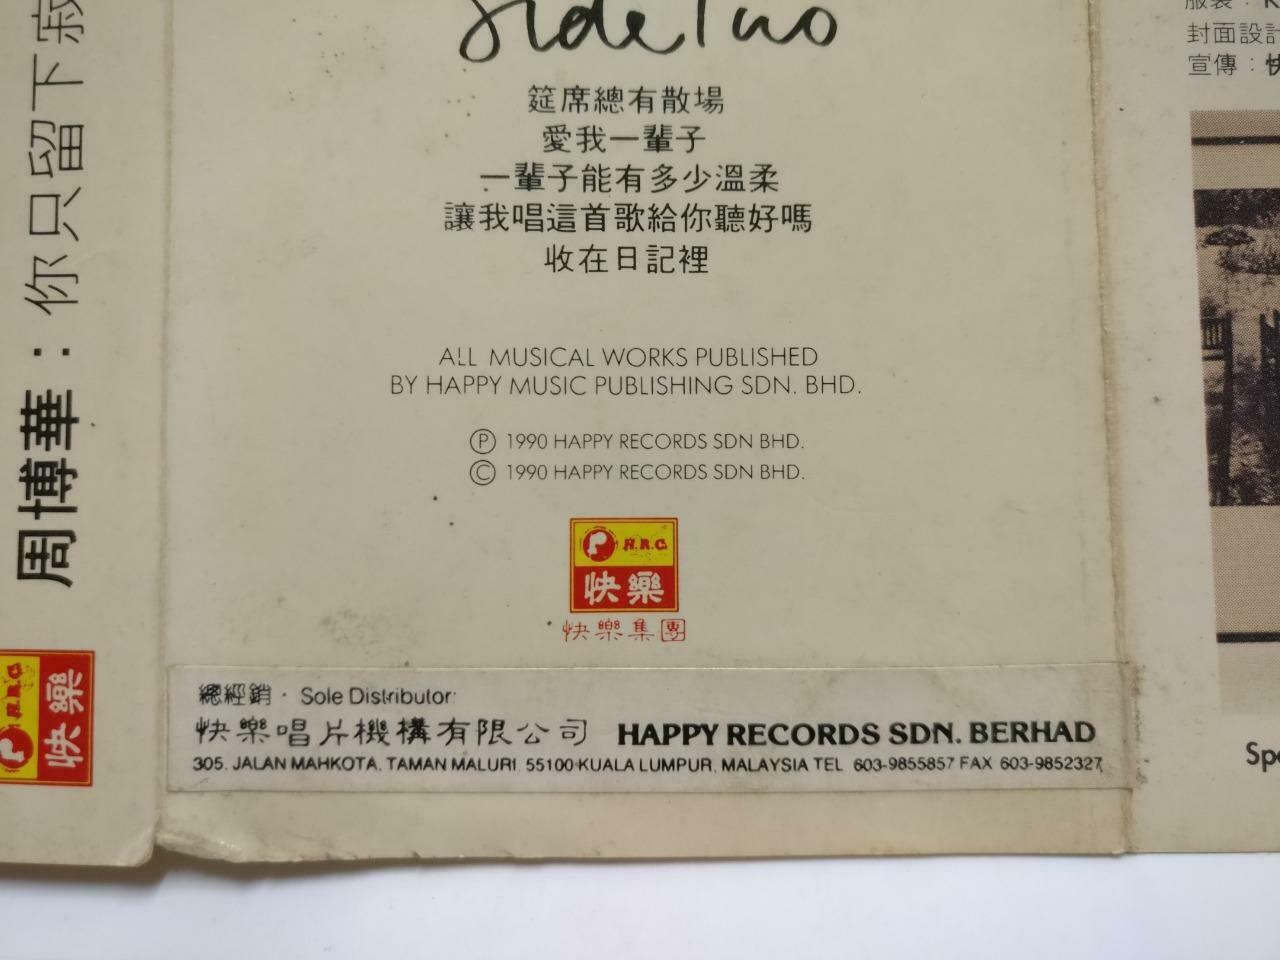 周博華：你只留下寂
Side Two
筵席總有散場
愛我一輩子
一輩子能有多少溫柔
讓我唱這首歌給你聽好嗎
收在日記裡
ALL MUSICAL WORKS PUBLISHED
BY HAPPY MUSIC PUBLISHING SDN. BHD.
Ⓟ 1990 HAPPY RECORDS SDN BHD.
© 1990 HAPPY RECORDS SDN BHD.
H.R.C.
快樂
快樂集團
總經銷・Sole Distributor:
快樂唱片機構有限公司 HAPPY RECORDS SDN. BERHAD
305. JALAN MAHKOTA, TAMAN MALURI 55100 KUALA LUMPUR, MALAYSIA TEL 603-9855857 FAX 603-9852327
H.R.C.
快樂
服裝：K
封面設計
宣傳：快
Spe